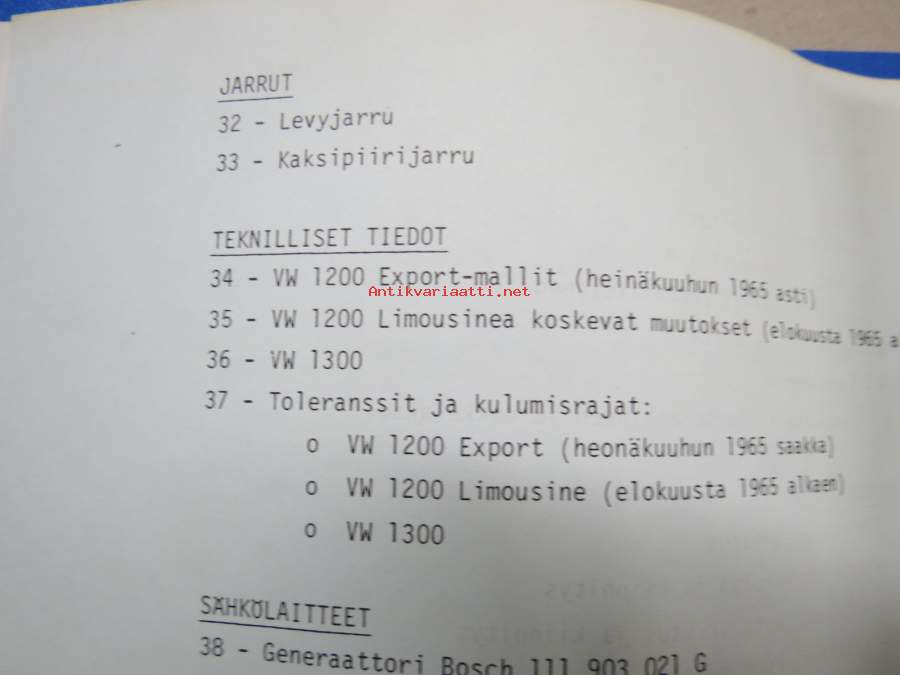 JARRUT
32 - Levyjarru
33 - Kaksipiirijarru
TEKNILLISET TIEDOT
34 - VW 1200 Export-mallit (heinäkuuhun 1965 asti)
Antikvariaatti.net
35 - VW 1200 Limousinea koskevat muutokset (elokuusta 1965 a
36 - VW 1300
37 - Toleranssit ja kulumisrajat:
o VW 1200 Export (heonäkuuhun 1965 saakka)
o VW 1200 Limousine (elokuusta 1965 alkaen)
o VW 1300
SÄHKÖLAITTEET
38 - Generaattori Bosch 111 903 021 G